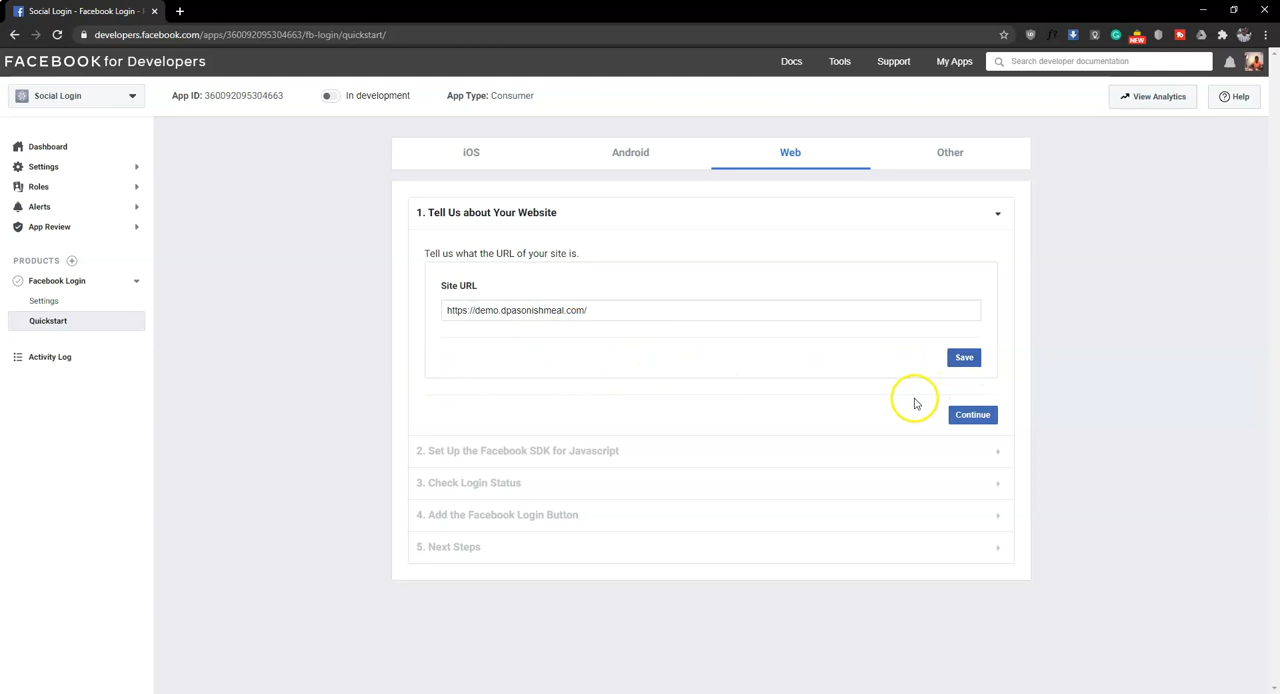 Social Login - Facebook Login -
developers.facebook.com/apps/360092095304663/fb-login/quickstart/
NEW
FACEBOOK for Developers
Docs
Tools
Support
My Apps
Search developer documentation
Social Login
App ID: 360092095304663
In development
App Type: Consumer
View Analytics
Help
iOS
Android
Web
Other
Dashboard
Settings
Roles
Alerts
App Review
PRODUCTS
Facebook Login
Settings
Quickstart
Activity Log
1. Tell Us about Your Website
Tell us what the URL of your site is.
Site URL
https://demo.dpasonishmeal.com/
Save
Continue
2. Set Up the Facebook SDK for Javascript
3. Check Login Status
4. Add the Facebook Login Button
5. Next Steps